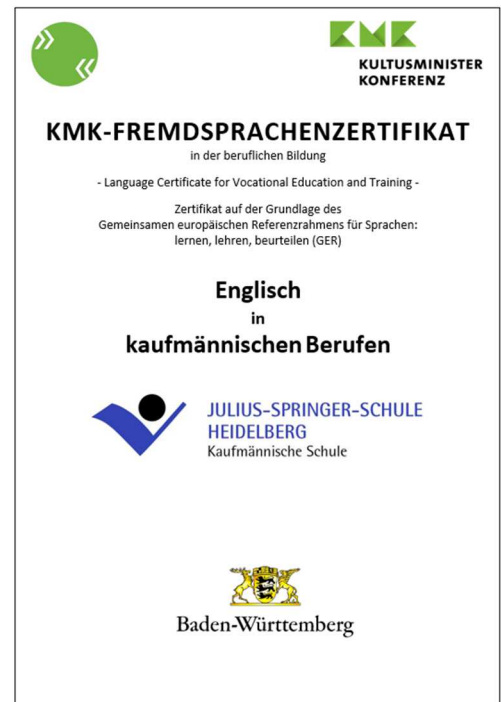 KMK
KULTUSMINISTER
KONFERENZ
KMK-FREMDSPRACHENZERTIFIKAT
in der beruflichen Bildung
- Language Certificate for Vocational Education and Training -
Zertifikat auf der Grundlage des
Gemeinsamen europäischen Referenzrahmens für Sprachen:
lernen, lehren, beurteilen (GER)
Englisch
in
kaufmännischen Berufen
JULIUS-SPRINGER-SCHULE
HEIDELBERG
Kaufmännische Schule
Baden-Württemberg